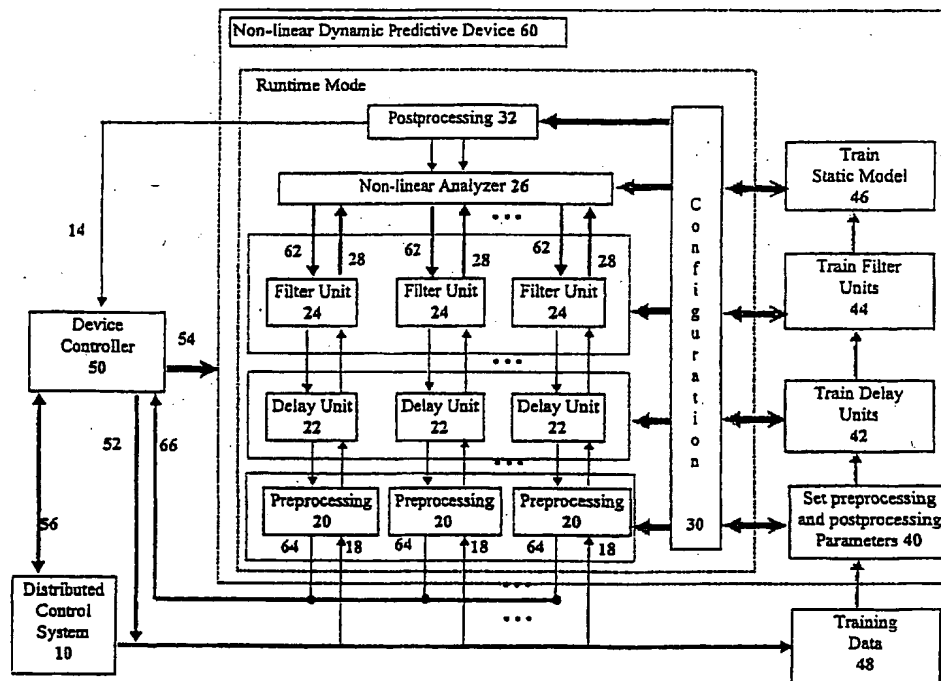 Non-linear Dynamic Predictive Device 60
Runtime Mode
Postprocessing 32
Non-linear Analyzer 26
Train
Static Model
46
14
62
28
62
28
62
28
Filter Unit
24
Filter Unit
24
Filter Unit
24
Train Filter
Units
44
Device
Controller
50
54
Delay Unit
22
Delay Unit
22
Delay Unit
22
Train Delay
Units
42
52
66
Configuration
30
Preprocessing
20
Preprocessing
20
Preprocessing
20
Set preprocessing
and postprocessing
Parameters 40
56
64
18
64
18
64
18
Distributed
Control
System
10
Training
Data
48